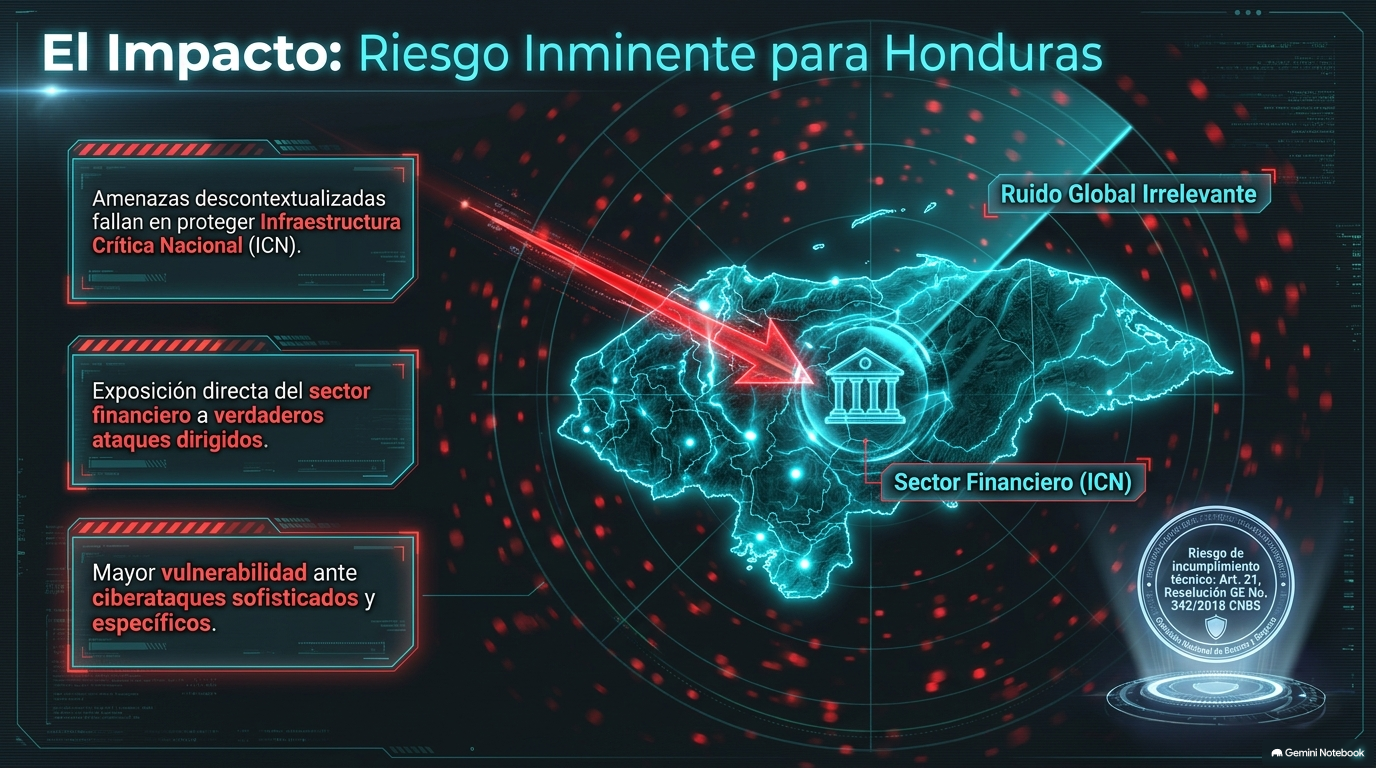 El Impacto: Riesgo Inminente para Honduras
Amenazas descontextualizadas
fallan en proteger Infraestructura
Crítica Nacional (ICN).
Exposición directa del sector
financiero a verdaderos
ataques dirigidos.
Mayor vulnerabilidad ante
ciberataques sofisticados y
específicos.
Ruido Global Irrelevante
Sector Financiero (ICN)
Riesgo de
incumplimiento
técnico: Art. 21,
Resolución GE No.
342/2018 CNBS
Gemini Notebook